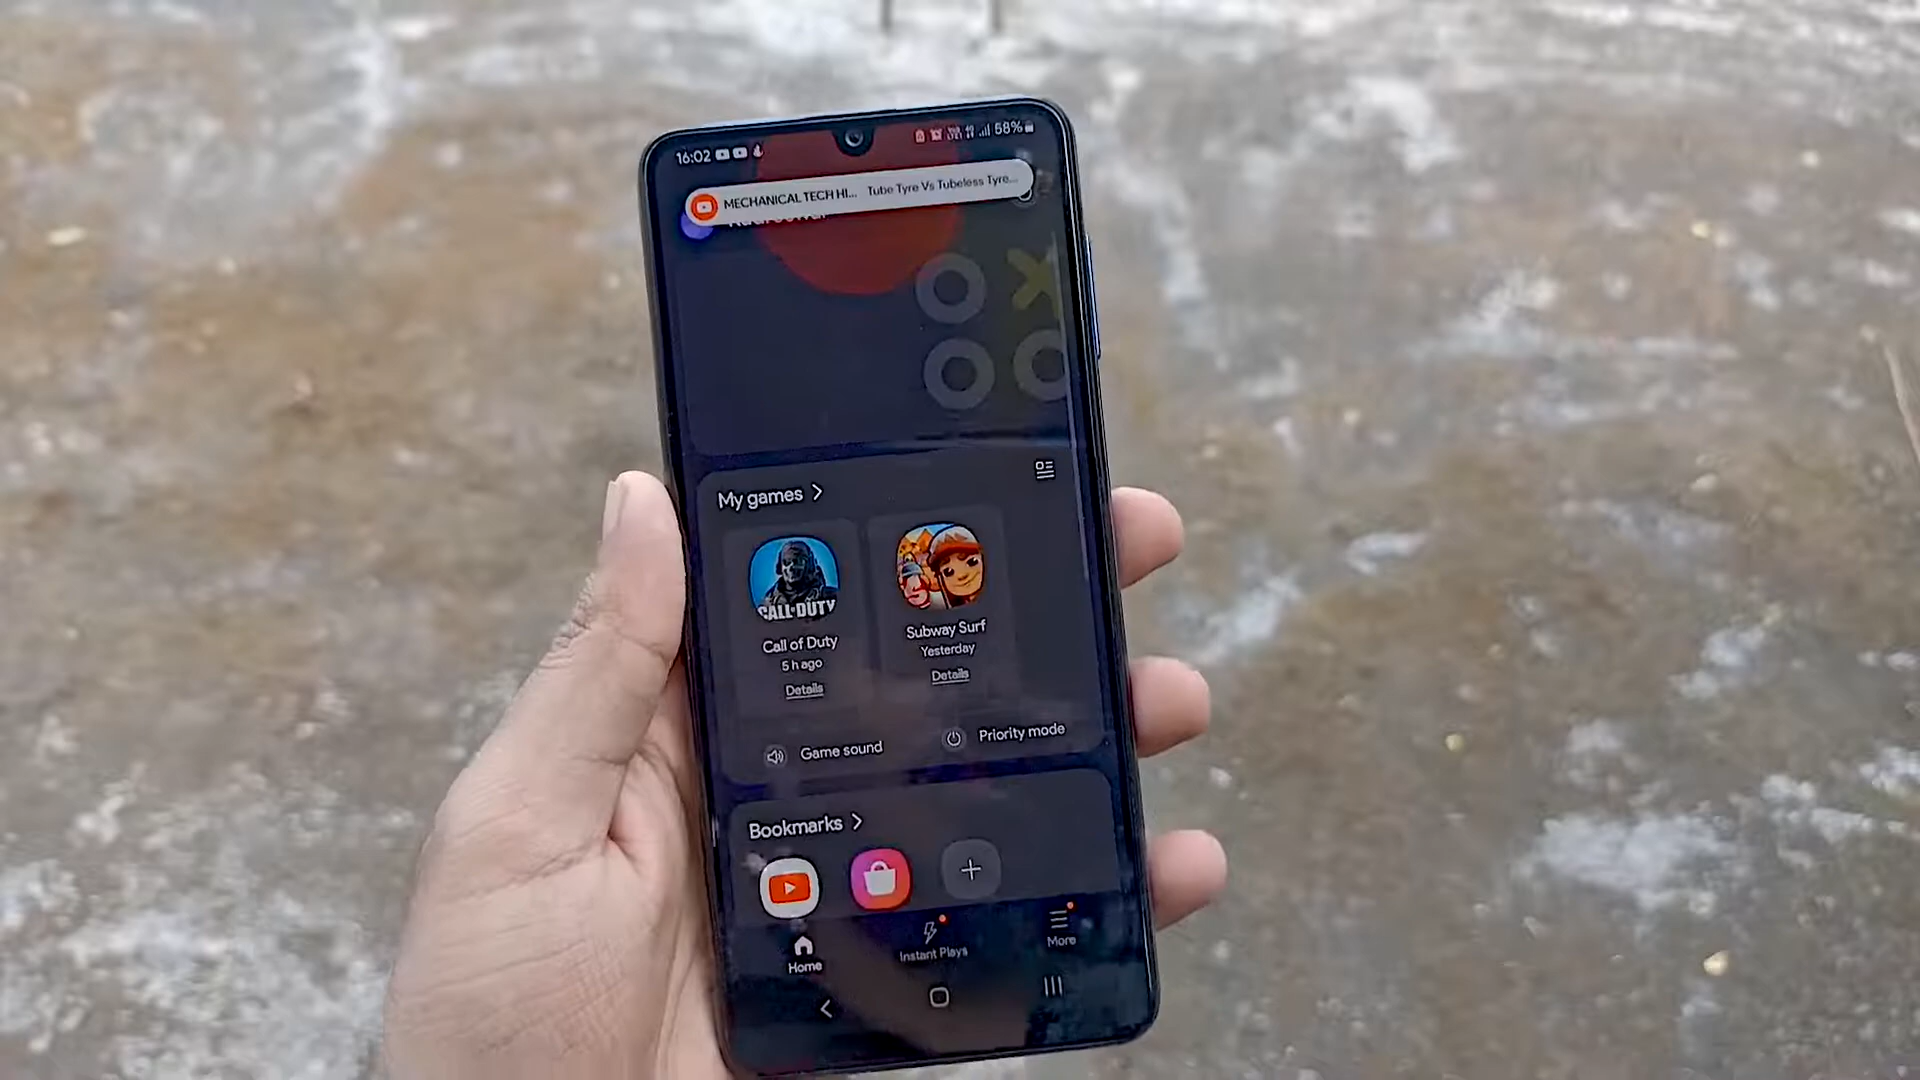 16:02 58%
MECHANICAL TECH HI... Tube Tyre Vs Tubeless Tyre...
My games
CALL·DUTY
Call of Duty
5 h ago
Details
Subway Surf
Yesterday
Details
Game sound
Priority mode
Bookmarks
Home
Instant Plays
More